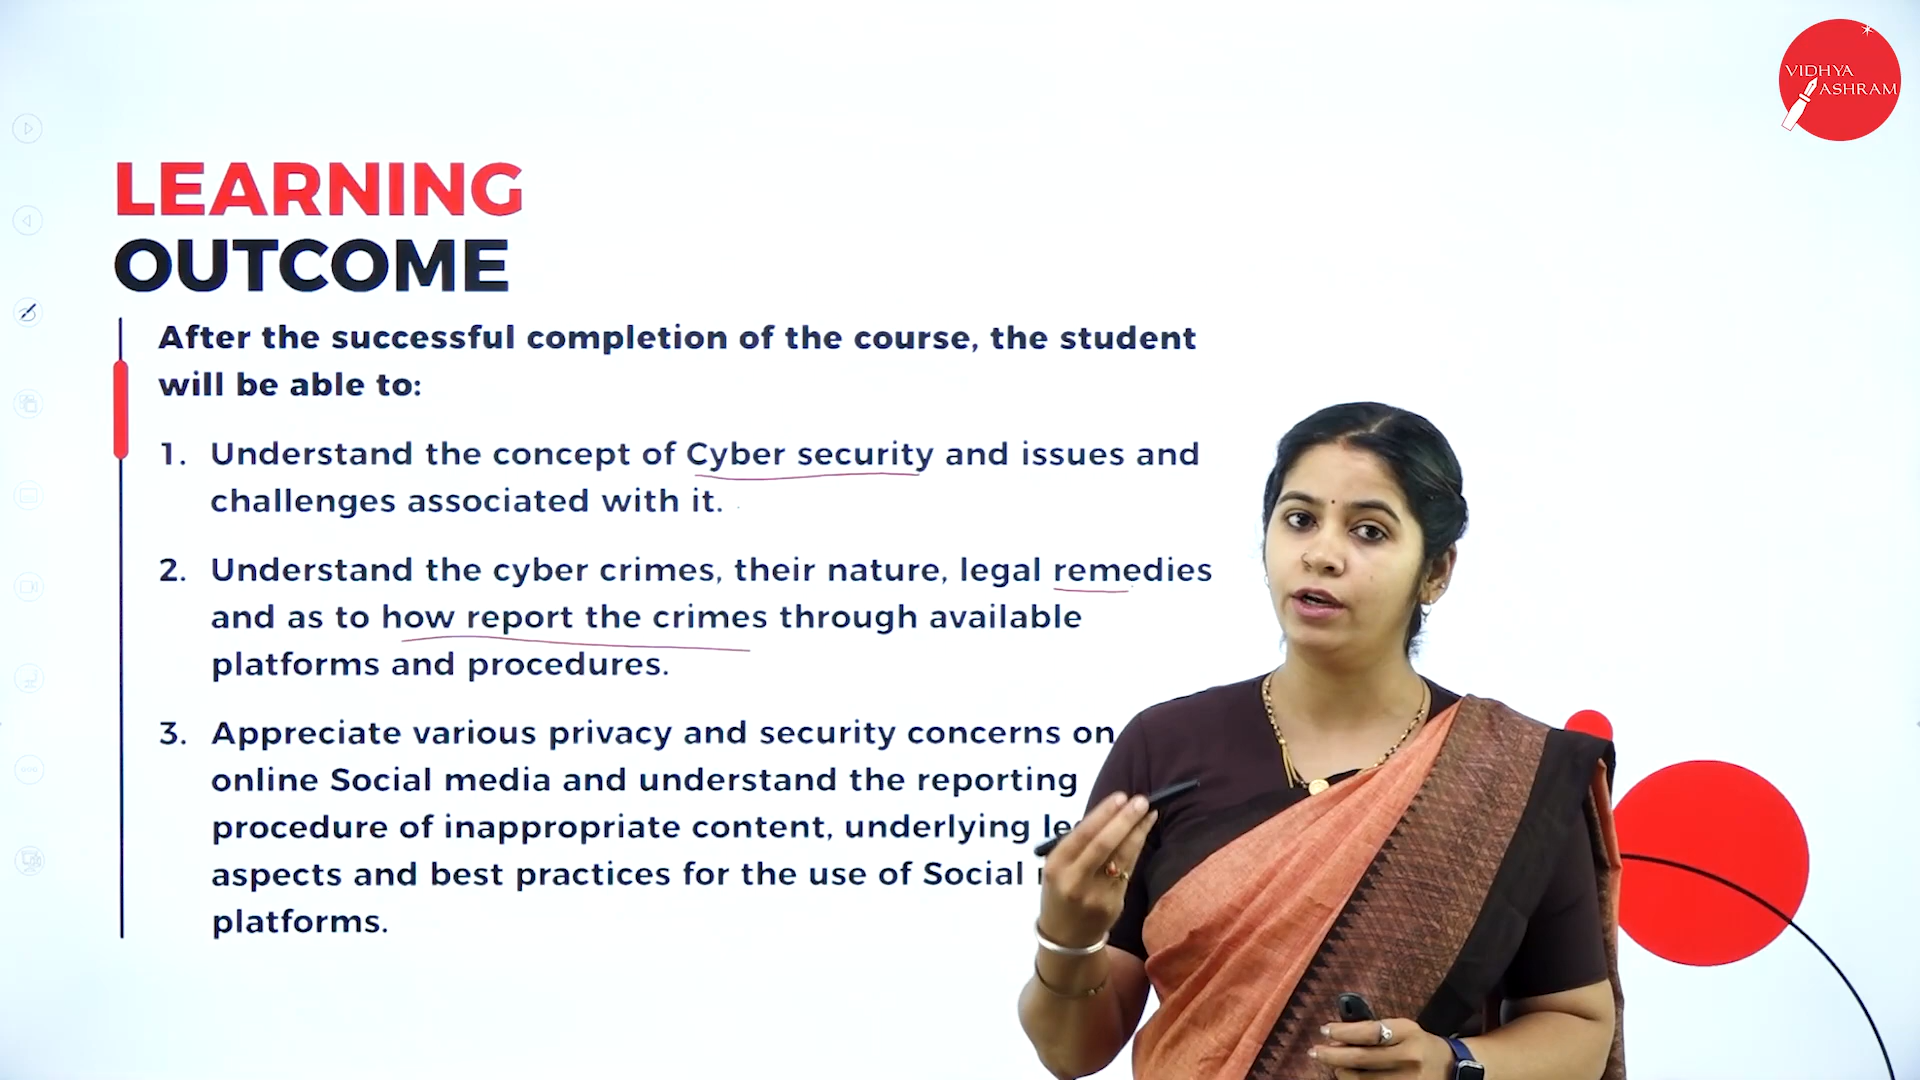 VIDHYA
ASHRAM
LEARNING
OUTCOME
After the successful completion of the course, the student
will be able to:
1. Understand the concept of Cyber security and issues and
challenges associated with it.
2. Understand the cyber crimes, their nature, legal remedies
and as to how report the crimes through available
platforms and procedures.
3. Appreciate various privacy and security concerns on
online Social media and understand the reporting
procedure of inappropriate content, underlying
aspects and best practices for the use of Social
platforms.